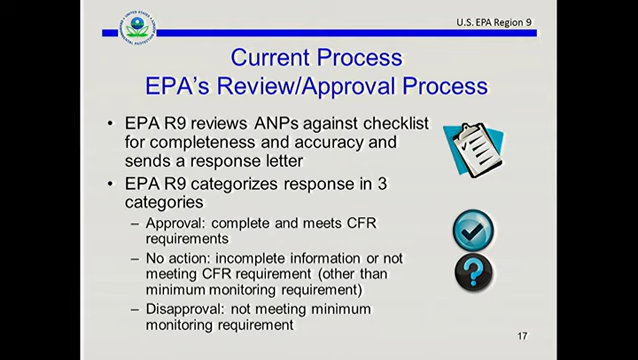 U.S. EPA Region 9
Current Process
EPA's Review/Approval Process
• EPA R9 reviews ANPs against checklist
for completeness and accuracy and
sends a response letter
• EPA R9 categorizes response in 3
categories
– Approval: complete and meets CFR
requirements
– No action: incomplete information or not
meeting CFR requirement (other than
minimum monitoring requirement)
– Disapproval: not meeting minimum
monitoring requirement
17